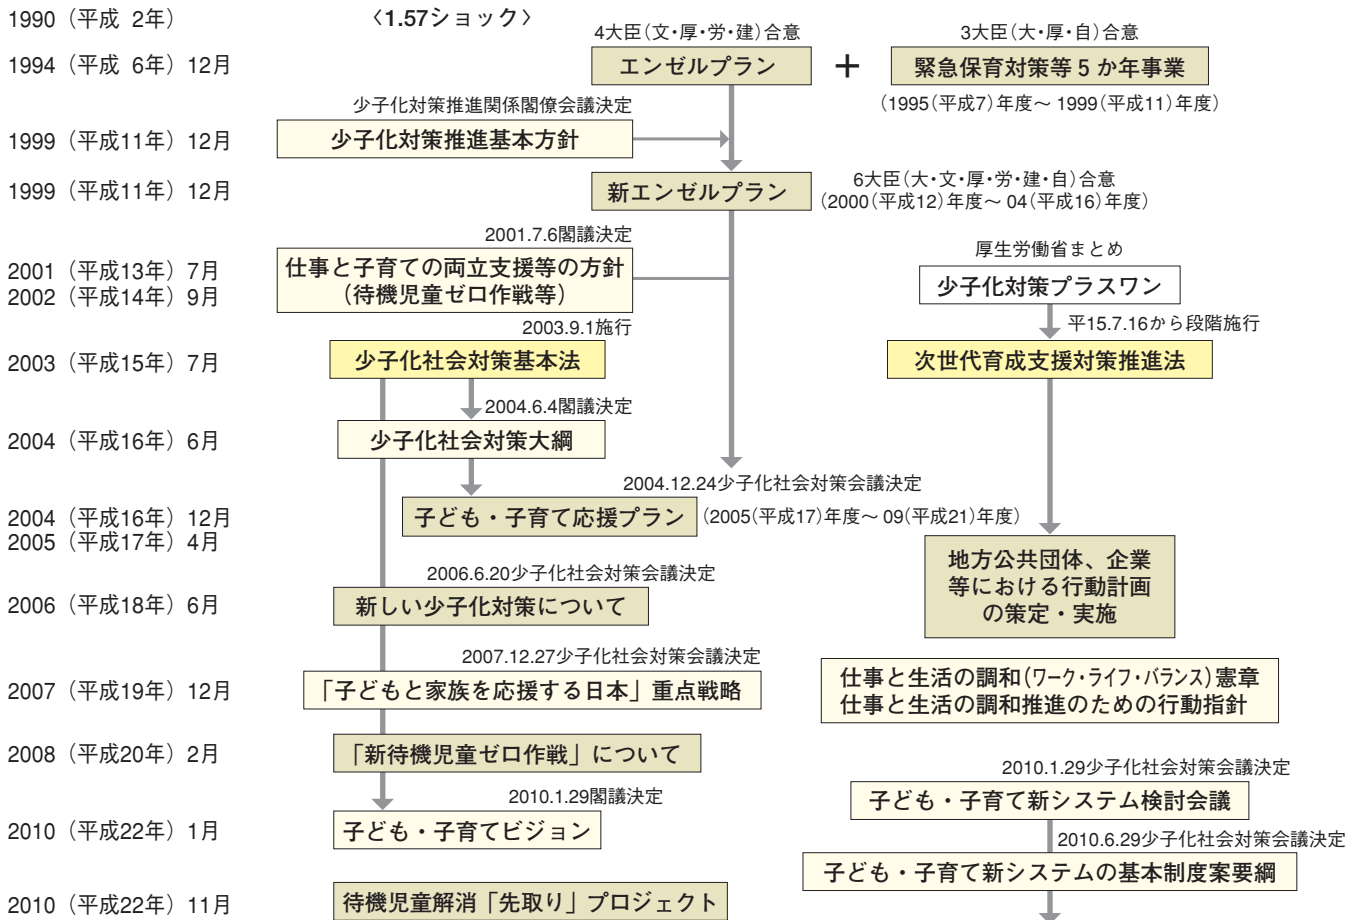 1990（平成 2年）
〈1.57ショック〉
4大臣（文・厚・労・建）合意
3大臣（大・厚・自）合意
1994（平成 6年）12月
エンゼルプラン
＋
緊急保育対策等５か年事業
（1995（平成7）年度～1999（平成11）年度）
少子化対策推進関係閣僚会議決定
1999（平成11年）12月
少子化対策推進基本方針
1999（平成11年）12月
新エンゼルプラン
6大臣（大・文・厚・労・建・自）合意
（2000（平成12）年度～04（平成16）年度）
2001.7.6閣議決定
厚生労働省まとめ
2001（平成13年）7月
仕事と子育ての両立支援等の方針
2002（平成14年）9月
（待機児童ゼロ作戦等）
少子化対策プラスワン
2003.9.1施行
平15.7.16から段階施行
2003（平成15年）7月
少子化社会対策基本法
次世代育成支援対策推進法
2004.6.4閣議決定
2004（平成16年）6月
少子化社会対策大綱
2004.12.24少子化社会対策会議決定
2004（平成16年）12月
子ども・子育て応援プラン
（2005（平成17）年度～09（平成21）年度）
2005（平成17年）4月
地方公共団体、企業
等における行動計画
の策定・実施
2006.6.20少子化社会対策会議決定
2006（平成18年）6月
新しい少子化対策について
2007.12.27少子化社会対策会議決定
2007（平成19年）12月
「子どもと家族を応援する日本」重点戦略
仕事と生活の調和（ワーク・ライフ・バランス）憲章
仕事と生活の調和推進のための行動指針
2008（平成20年）2月
「新待機児童ゼロ作戦」について
2010.1.29少子化社会対策会議決定
子ども・子育て新システム検討会議
2010.1.29閣議決定
2010（平成22年）1月
子ども・子育てビジョン
2010.6.29少子化社会対策会議決定
子ども・子育て新システムの基本制度案要綱
2010（平成22年）11月
待機児童解消「先取り」プロジェクト